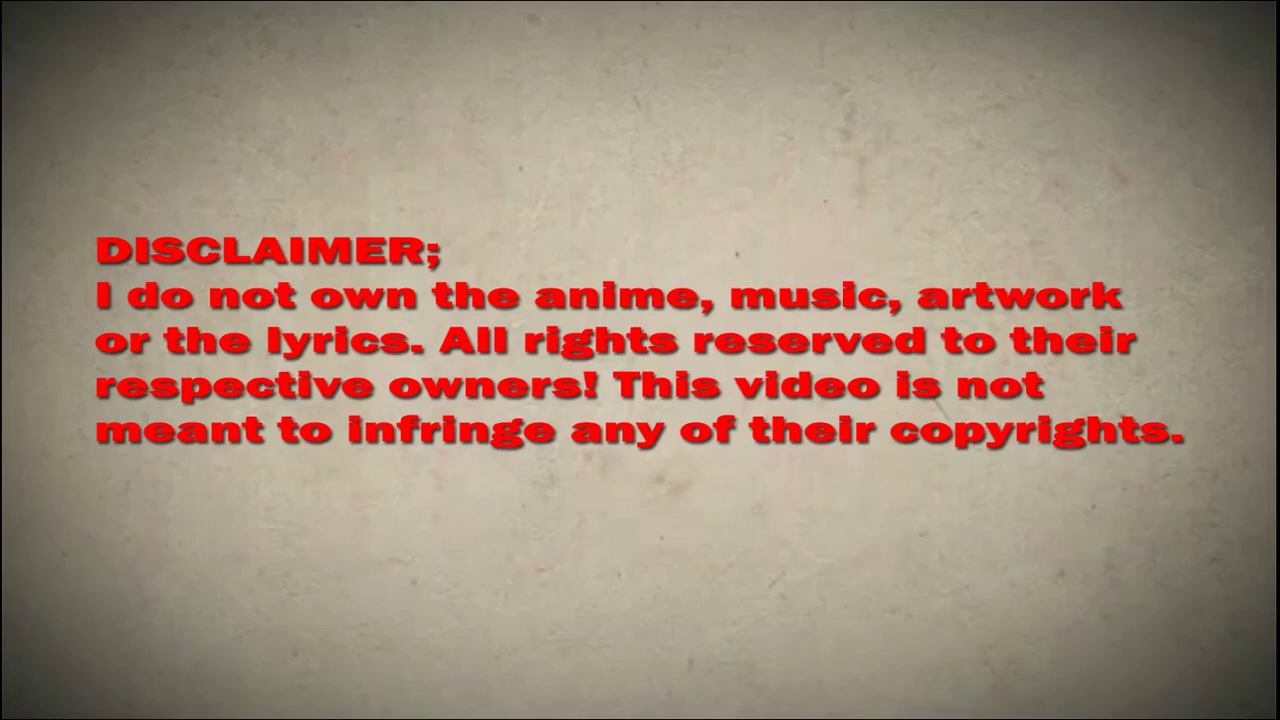 DISCLAIMER;
I do not own the anime, music, artwork
or the lyrics. All rights reserved to their
respective owners! This video is not
meant to infringe any of their copyrights.